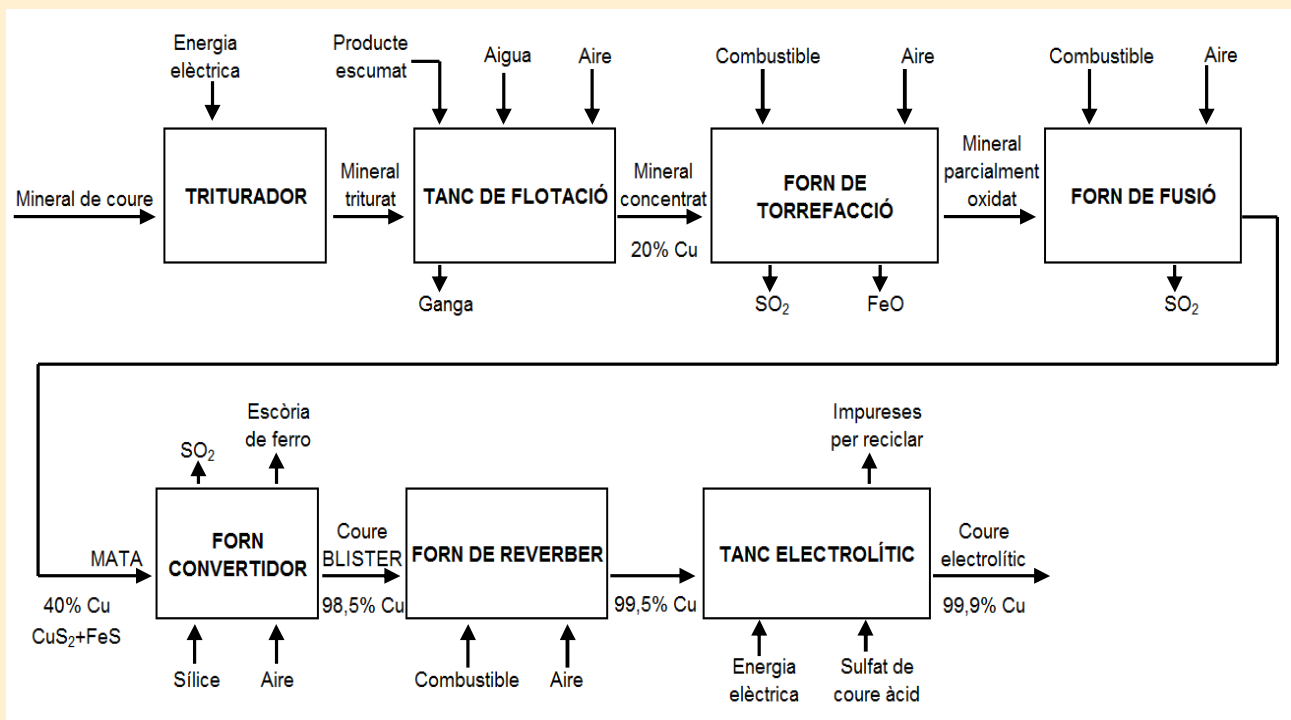 Energia
elèctrica
Producte
escumat
Aigua
Aire
Combustible
Aire
Combustible
Aire
Mineral de coure
TRITURADOR
Mineral
triturat
TANC DE FLOTACIÓ
Mineral
concentrat
20% Cu
FORN DE
TORREFACCIÓ
Mineral
parcialment
oxidat
FORN DE FUSIÓ
Ganga
SO₂
FeO
SO₂
SO₂
Escòria
de ferro
Impureses
per reciclar
MATA
40% Cu
CuS₂+FeS
FORN
CONVERTIDOR
Coure
BLISTER
98,5% Cu
FORN DE REVERBER
99,5% Cu
TANC ELECTROLÍTIC
Coure
electrolític
99,9% Cu
Sílice
Aire
Combustible
Aire
Energia
elèctrica
Sulfat de
coure àcid